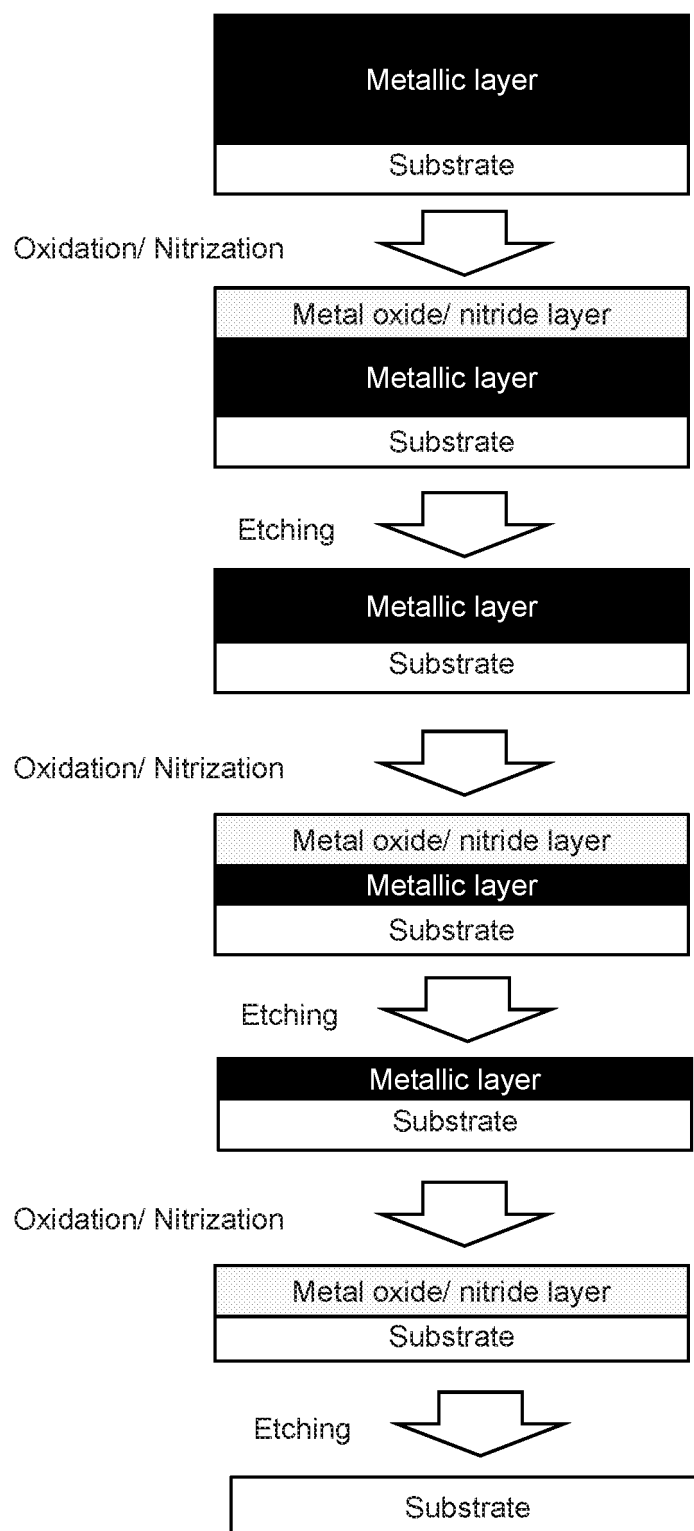 Metallic layer
Substrate
Oxidation/ Nitrization
Metal oxide/ nitride layer
Metallic layer
Substrate
Etching
Metallic layer
Substrate
Oxidation/ Nitrization
Metal oxide/ nitride layer
Metallic layer
Substrate
Etching
Metallic layer
Substrate
Oxidation/ Nitrization
Metal oxide/ nitride layer
Substrate
Etching
Substrate